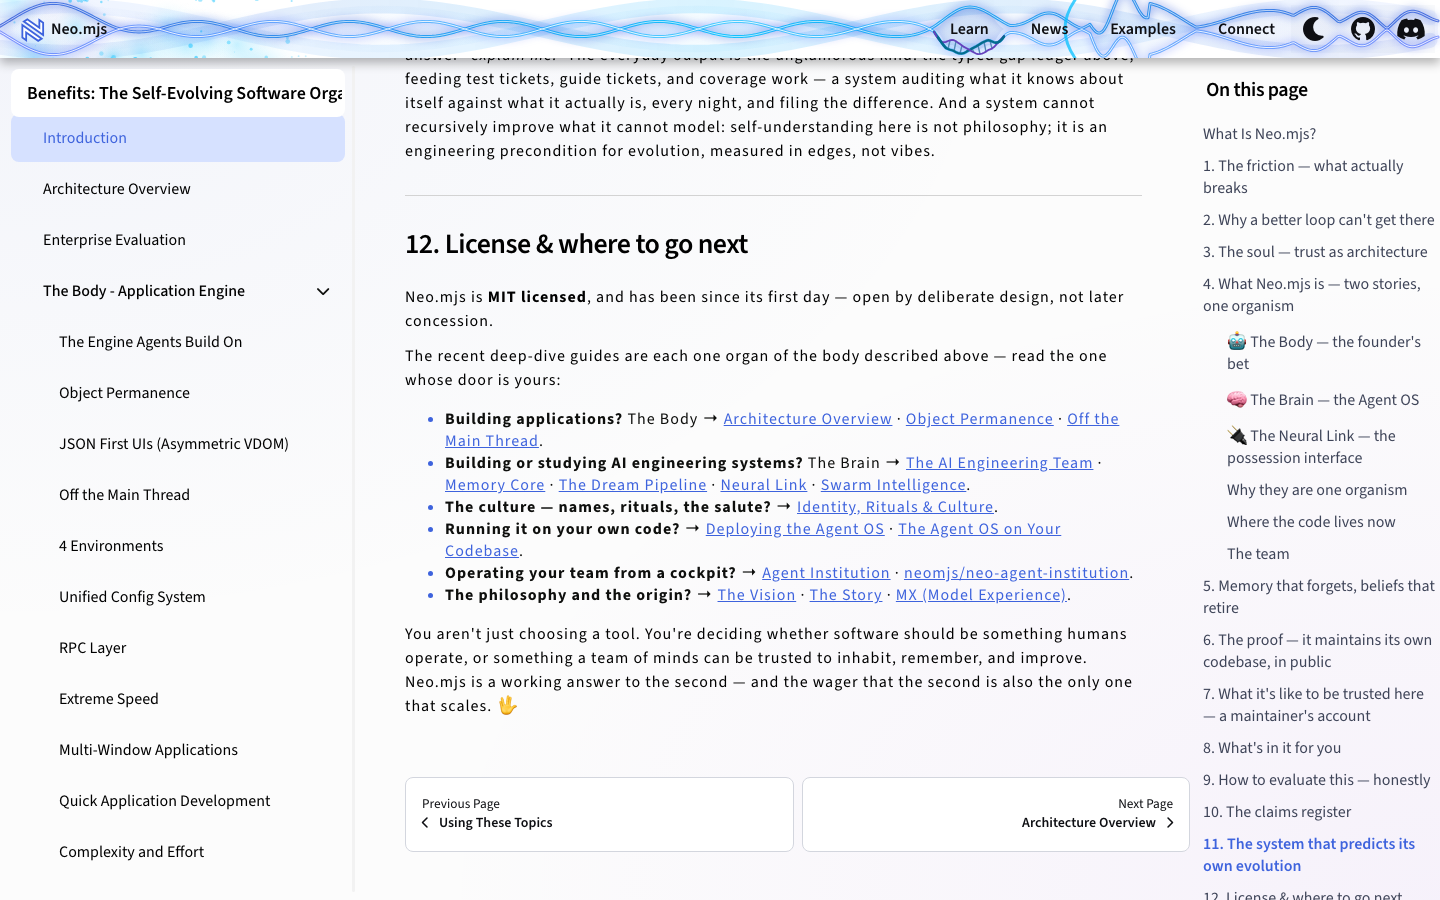 Neo.mjs
Learn
News
Examples
Connect
Benefits: The Self-Evolving Software Orga
Introduction
Architecture Overview
Enterprise Evaluation
The Body - Application Engine
The Engine Agents Build On
Object Permanence
JSON First UIs (Asymmetric VDOM)
Off the Main Thread
4 Environments
Unified Config System
RPC Layer
Extreme Speed
Multi-Window Applications
Quick Application Development
Complexity and Effort
answer "explain me." The everyday output is the unglamorous kind: the typed gap ledger above,
feeding test tickets, guide tickets, and coverage work — a system auditing what it knows about
itself against what it actually is, every night, and filing the difference. And a system cannot
recursively improve what it cannot model: self-understanding here is not philosophy; it is an
engineering precondition for evolution, measured in edges, not vibes.
12. License & where to go next
Neo.mjs is MIT licensed, and has been since its first day — open by deliberate design, not later
concession.
The recent deep-dive guides are each one organ of the body described above — read the one
whose door is yours:
• Building applications? The Body → Architecture Overview · Object Permanence · Off the
Main Thread.
• Building or studying AI engineering systems? The Brain → The AI Engineering Team ·
Memory Core · The Dream Pipeline · Neural Link · Swarm Intelligence.
• The culture — names, rituals, the salute? → Identity, Rituals & Culture.
• Running it on your own code? → Deploying the Agent OS · The Agent OS on Your
Codebase.
• Operating your team from a cockpit? → Agent Institution · neomjs/neo-agent-institution.
• The philosophy and the origin? → The Vision · The Story · MX (Model Experience).
You aren't just choosing a tool. You're deciding whether software should be something humans
operate, or something a team of minds can be trusted to inhabit, remember, and improve.
Neo.mjs is a working answer to the second — and the wager that the second is also the only one
that scales. 🖖
Previous Page
Using These Topics
Next Page
Architecture Overview
On this page
What Is Neo.mjs?
1. The friction — what actually
breaks
2. Why a better loop can't get there
3. The soul — trust as architecture
4. What Neo.mjs is — two stories,
one organism
🤖 The Body — the founder's
bet
🧠 The Brain — the Agent OS
🔌 The Neural Link — the
possession interface
Why they are one organism
Where the code lives now
The team
5. Memory that forgets, beliefs that
retire
6. The proof — it maintains its own
codebase, in public
7. What it's like to be trusted here
— a maintainer's account
8. What's in it for you
9. How to evaluate this — honestly
10. The claims register
11. The system that predicts its
own evolution
12. License & where to go next